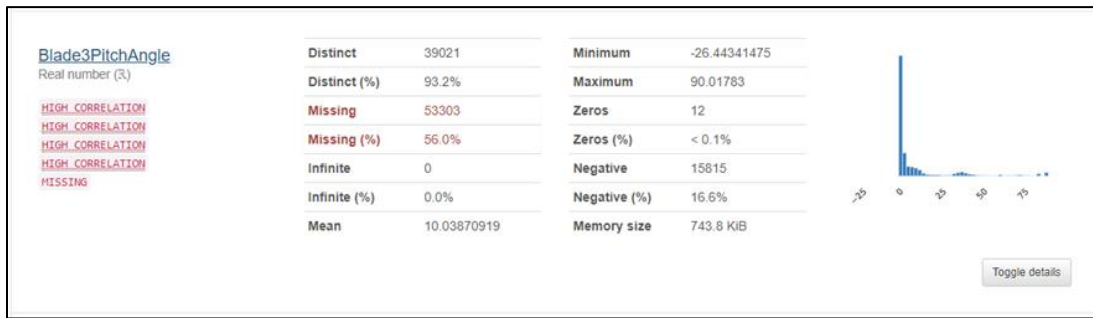 Blade3PitchAngle
Real number (ℝ)
HIGH CORRELATION
HIGH CORRELATION
HIGH CORRELATION
HIGH CORRELATION
MISSING
Distinct 39021
Distinct (%) 93.2%
Missing 53303
Missing (%) 56.0%
Infinite 0
Infinite (%) 0.0%
Mean 10.03870919
Minimum -26.44341475
Maximum 90.01783
Zeros 12
Zeros (%) < 0.1%
Negative 15815
Negative (%) 16.6%
Memory size 743.8 KiB
-25 0 25 50 75
Toggle details